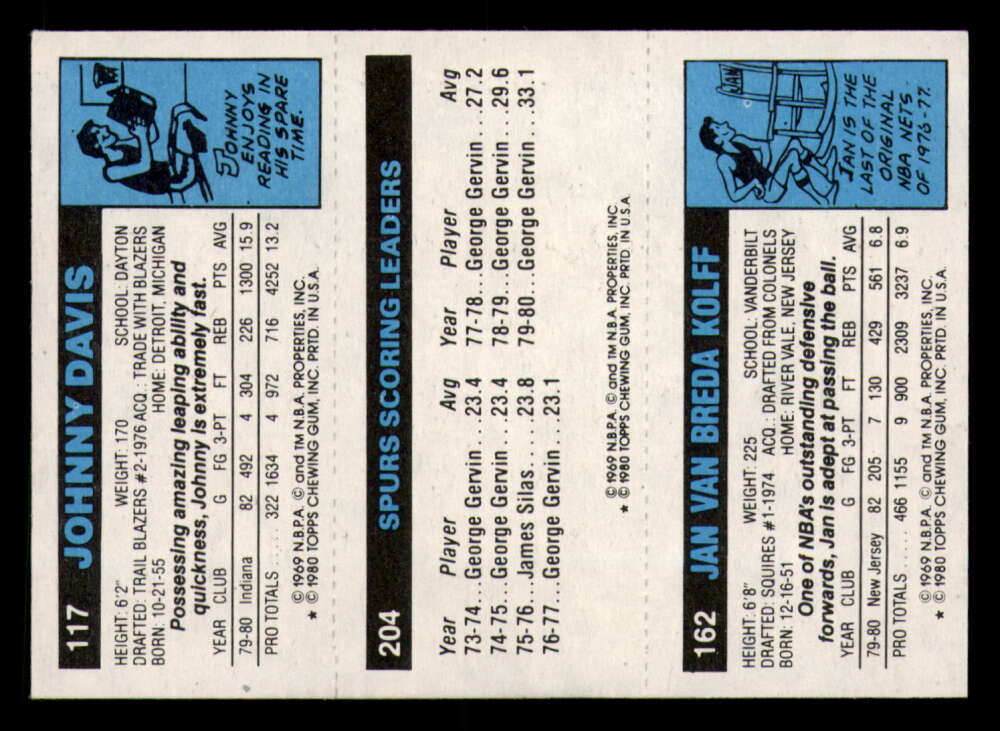 117 JOHNNY DAVIS
HEIGHT: 6'2" WEIGHT: 170 SCHOOL: DAYTON
DRAFTED: TRAIL BLAZERS #2-1976 ACQ.: TRADE WITH BLAZERS
BORN: 10-21-55 HOME: DETROIT, MICHIGAN
Possessing amazing leaping ability and
quickness, Johnny is extremely fast.
YEAR CLUB G FG 3-PT FT REB PTS AVG
79-80 Indiana 82 492 4 304 226 1300 15.9
PRO TOTALS ..... 322 1634 4 972 716 4252 13.2
© 1969 N.B.P.A. © and TM N.B.A. PROPERTIES, INC.
★ © 1980 TOPPS CHEWING GUM, INC. PRTD. IN U.S.A.
JOHNNY
ENJOYS
READING IN
HIS SPARE
TIME.
204 SPURS SCORING LEADERS
Year Player Avg Year Player Avg
73-74....George Gervin....23.4 77-78...George Gervin....27.2
74-75....George Gervin....23.4 78-79....George Gervin....29.6
75-76....James Silas.....23.8 79-80....George Gervin....33.1
76-77....George Gervin....23.1
© 1969 N.B.P.A. © and TM N.B.A. PROPERTIES, INC.
★ © 1980 TOPPS CHEWING GUM, INC. PRTD IN U.S.A.
162 JAN VAN BREDA KOLFF
HEIGHT: 6'8" WEIGHT: 225 SCHOOL: VANDERBILT
DRAFTED: SQUIRES #1-1974 ACQ.: DRAFTED FROM COLONELS
BORN: 12-16-51 HOME: RIVER VALE, NEW JERSEY
One of NBA's outstanding defensive
forwards, Jan is adept at passing the ball.
YEAR CLUB G FG 3-PT FT REB PTS AVG
79-80 New Jersey 82 205 7 130 429 561 6.8
PRO TOTALS ..... 466 1155 9 900 2309 3237 6.9
© 1969 N.B.P.A. © and TM N.B.A. PROPERTIES, INC.
★ © 1980 TOPPS CHEWING GUM, INC. PRTD. IN U.S.A.
JAN
JAN IS THE
LAST OF THE
ORIGINAL
NBA NETS
OF 1976-77.